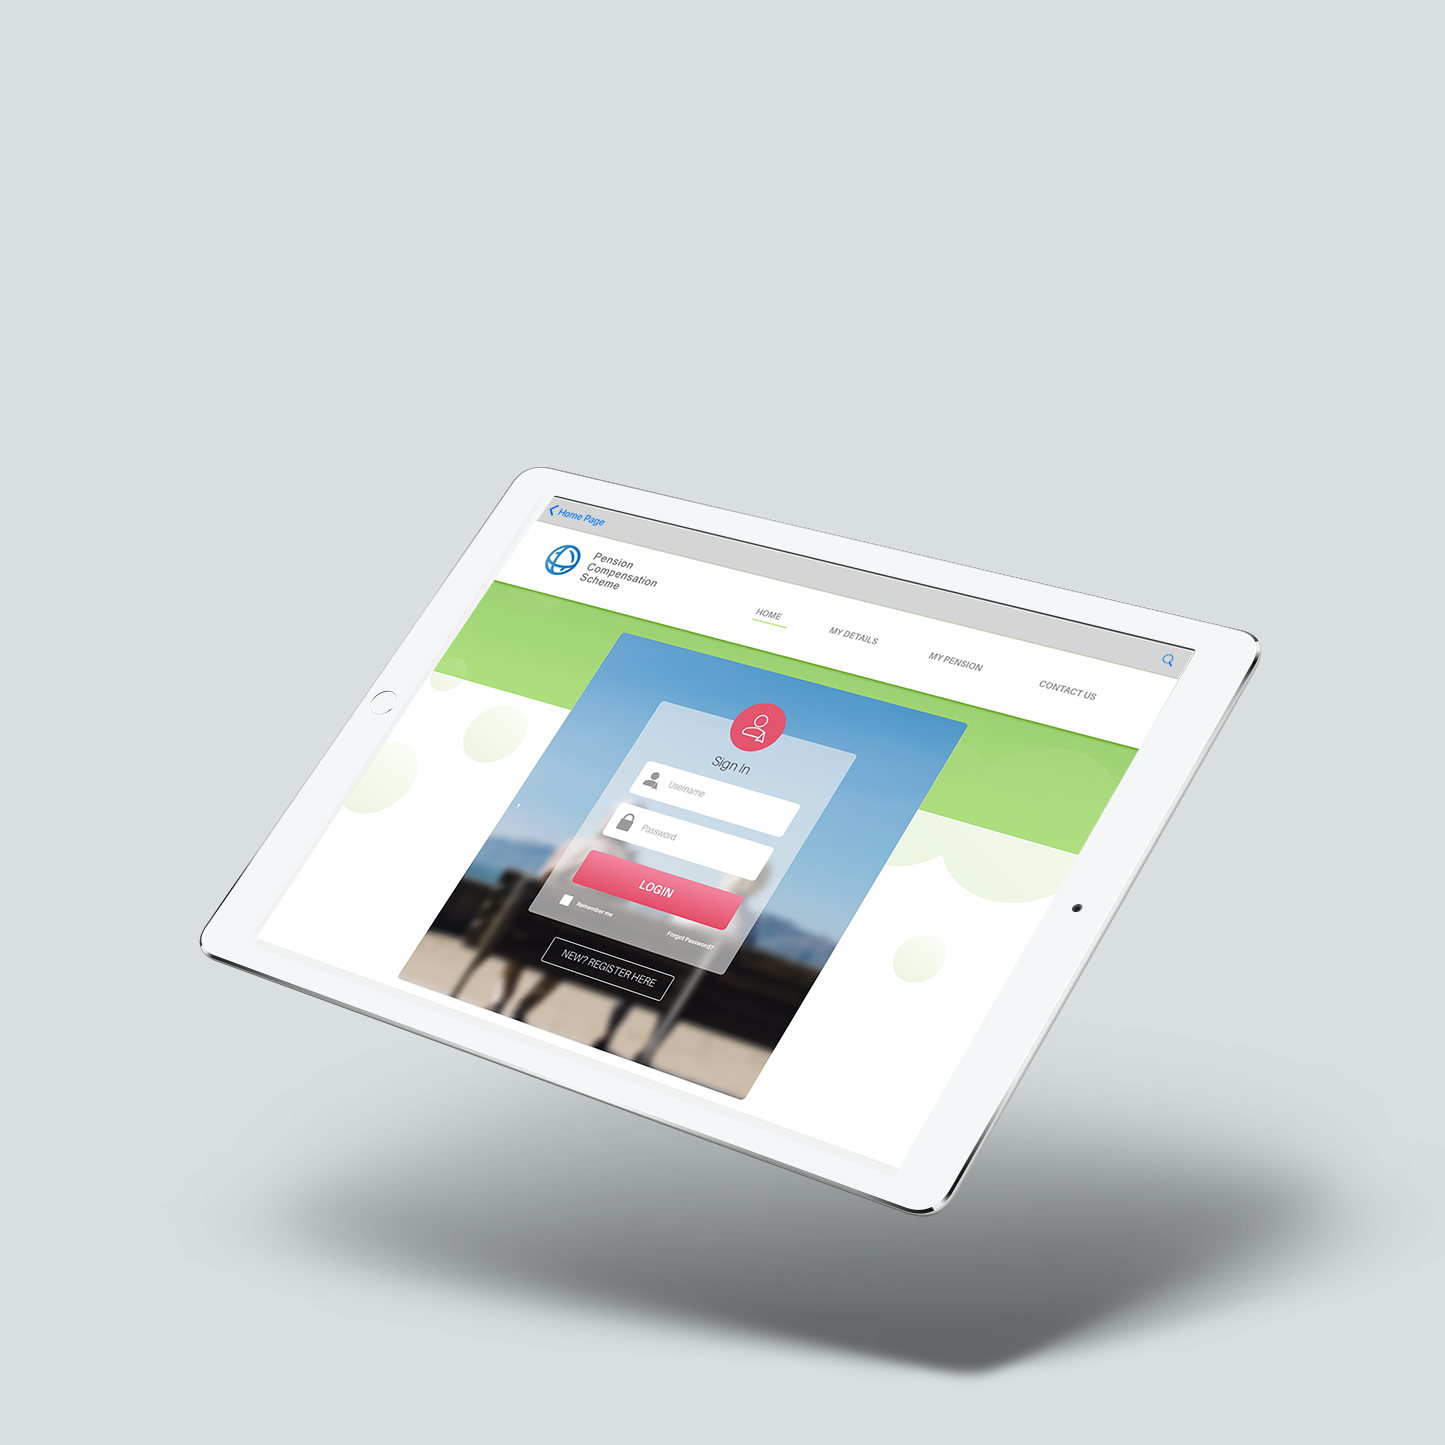 Home Page
Pension
Compensation
Scheme
HOME
MY DETAILS
MY PENSION
CONTACT US
Sign In
Username
Password
LOGIN
Remember me
Forgot Password?
NEW? REGISTER HERE